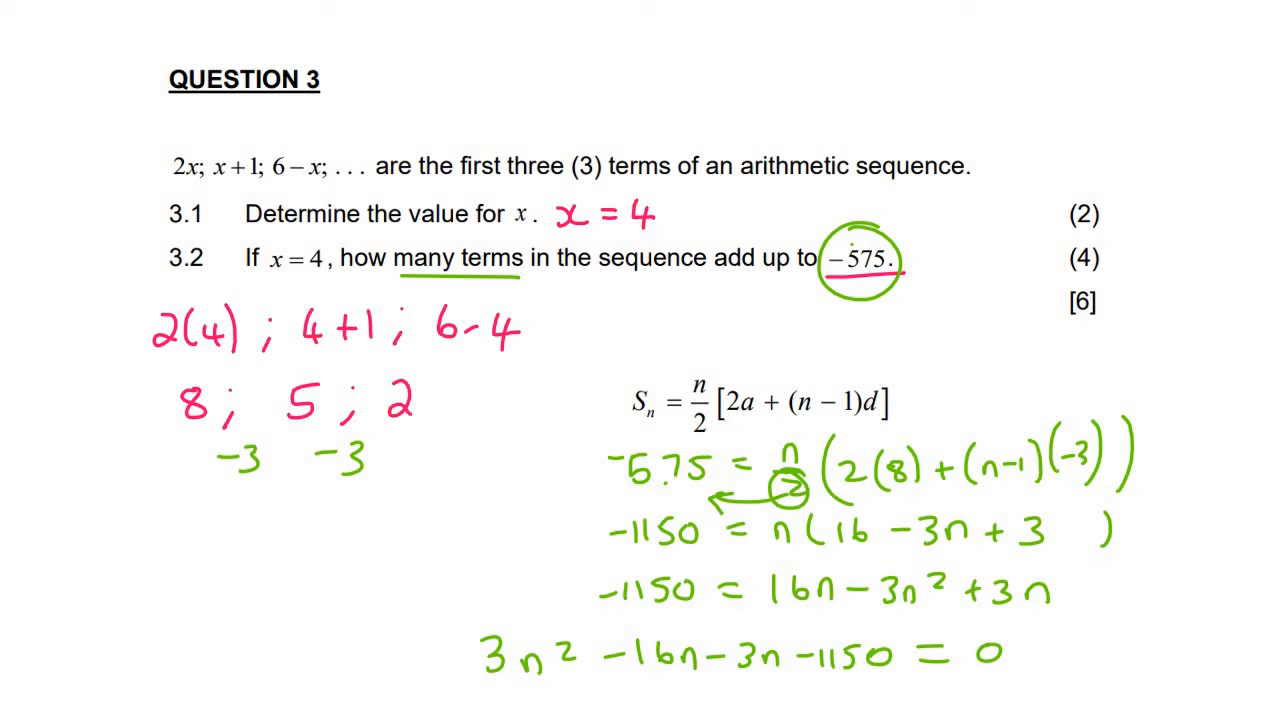 QUESTION 3
2x; x+1; 6−x; . . . are the first three (3) terms of an arithmetic sequence.
3.1 Determine the value for x. x = 4 (2)
3.2 If x = 4, how many terms in the sequence add up to −575. (4)
[6]
2(4) ; 4+1 ; 6-4
8 ; 5 ; 2
-3 -3
Sₙ = n/2 [2a + (n − 1)d]
-575 = n/2 (2(8) + (n-1)(-3))
-1150 = n(16 - 3n + 3 )
-1150 = 16n - 3n² + 3n
3n² - 16n - 3n - 1150 = 0